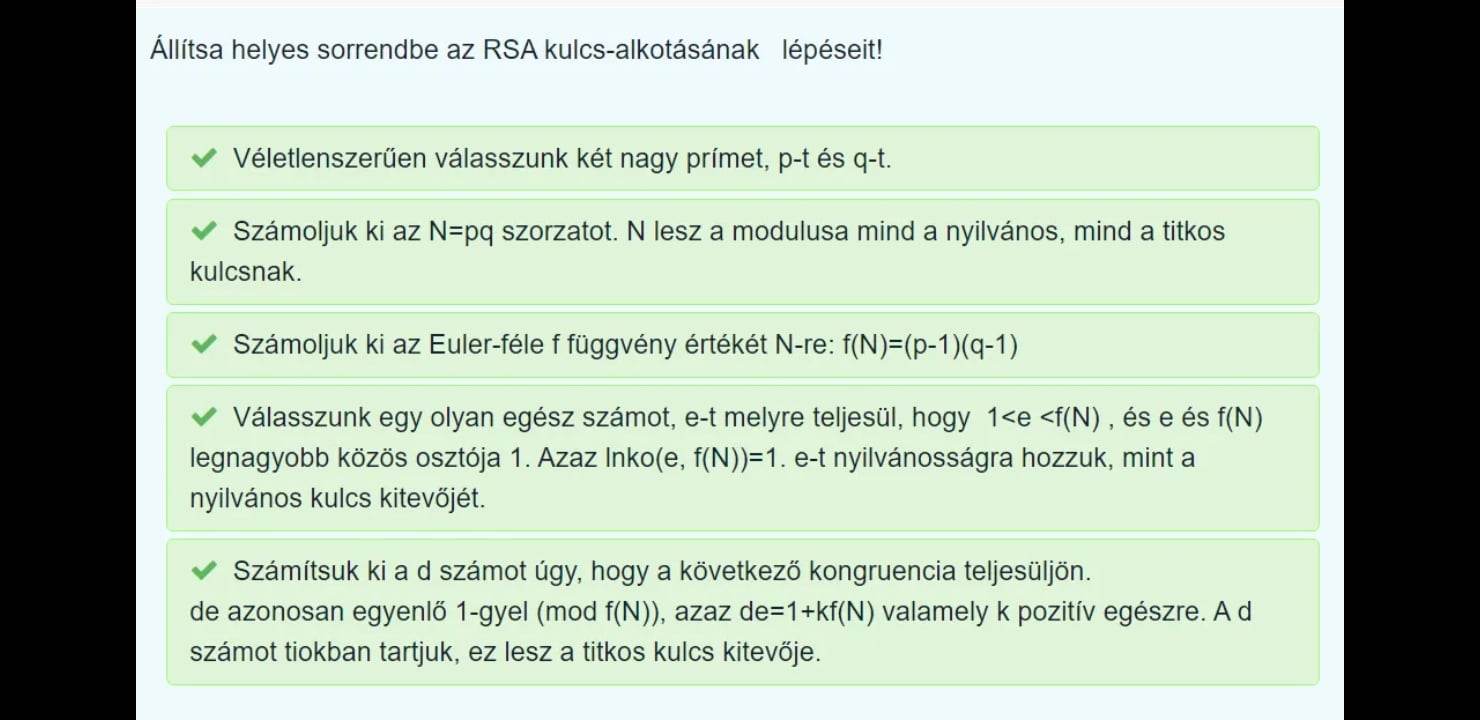 Állítsa helyes sorrendbe az RSA kulcs-alkotásának lépéseit!
Véletlenszerűen válasszunk két nagy prímet, p-t és q-t.
Számoljuk ki az N=pq szorzatot. N lesz a modulusa mind a nyilvános, mind a titkos
kulcsnak.
Számoljuk ki az Euler-féle f függvény értékét N-re: f(N)=(p-1)(q-1)
Válasszunk egy olyan egész számot, e-t melyre teljesül, hogy 1<e <f(N) , és e és f(N)
legnagyobb közös osztója 1. Azaz lnko(e, f(N))=1. e-t nyilvánosságra hozzuk, mint a
nyilvános kulcs kitevőjét.
Számítsuk ki a d számot úgy, hogy a következő kongruencia teljesüljön.
de azonosan egyenlő 1-gyel (mod f(N)), azaz de=1+kf(N) valamely k pozitív egészre. A d
számot tiokban tartjuk, ez lesz a titkos kulcs kitevője.